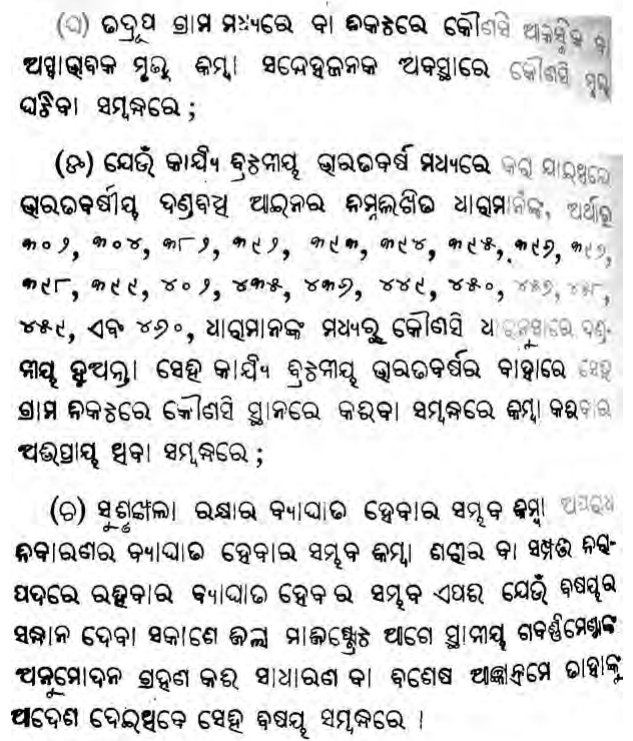 (ଘ) ତଦ୍ରୂପ ଗ୍ରାମ ମଧ୍ୟରେ ବା ନିକଟରେ କୌଣସି ଆକସ୍ମିକ ବା
ଅସ୍ୱାଭାବିକ ମୃତ୍ୟୁ କିମ୍ବା ସନ୍ଦେହଜନକ ଅବସ୍ଥାରେ କୌଣସି ମୃତ୍ୟୁ
ଘଟିବା ସମ୍ବନ୍ଧରେ ;
(ଙ) ଯେଉଁ କାର୍ଯ୍ୟ ବ୍ରିଟିଶୀୟ ଭାରତବର୍ଷ ମଧ୍ୟରେ କରା ଯାଇଥିଲେ
ଭାରତବର୍ଷୀୟ ଦଣ୍ଡବିଧି ଆଇନର ନିମ୍ନଲିଖିତ ଧାରାମାନଙ୍କ, ଅର୍ଥାତ୍
୩୦୨, ୩୦୪, ୩୮୨, ୩୯୨, ୩୯୩, ୩୯୪, ୩୯୫, ୩୯୬, ୩୯୭,
୩୯୮, ୩୯୯, ୪୦୨, ୪୩୫, ୪୩୬, ୪୪୯, ୪୫୦, ୪୫୭, ୪୫୮,
୪୫୯, ଏବଂ ୪୬୦, ଧାରାମାନଙ୍କ ମଧ୍ୟରୁ କୌଣସି ଧାରାନୁସାରେ ଦଣ୍ଡ-
ନୀୟ ହୁଅନ୍ତା ସେହି କାର୍ଯ୍ୟ ବ୍ରିଟିଶୀୟ ଭାରତବର୍ଷର ବାହାରେ ସେହି
ଗ୍ରାମ ନିକଟରେ କୌଣସି ସ୍ଥାନରେ କରିବା ସମ୍ବନ୍ଧରେ କିମ୍ବା କରିବାର
ଅଭିପ୍ରାୟ ଥିବା ସମ୍ବନ୍ଧରେ ;
(ଚ) ସୁଶୃଙ୍ଖଳା ରକ୍ଷାର ବ୍ୟାଘାତ ହେବାର ସମ୍ଭବ କିମ୍ବା ଅପରାଧ
ନିବାରଣର ବ୍ୟାଘାତ ହେବାର ସମ୍ଭବ କିମ୍ବା ଶରୀର ବା ସମ୍ପତ୍ତି ନିରା-
ପଦରେ ରହିବାର ବ୍ୟାଘାତ ହେବାର ସମ୍ଭବ ଏପରି ଯେଉଁ ବିଷୟର
ସନ୍ଧାନ ଦେବା ସକାଶେ ଜିଲା ମାଜିଷ୍ଟ୍ରେଟ ଆଗେ ସ୍ଥାନୀୟ ଗବର୍ଣ୍ଣମେଣ୍ଟଙ୍କ
ଅନୁମୋଦନ ଗ୍ରହଣ କରି ସାଧାରଣ ବା ବିଶେଷ ଆଜ୍ଞାକ୍ରମେ ତାହାଙ୍କୁ
ଆଦେଶ ଦେଇଥିବେ ସେହି ବିଷୟ ସମ୍ବନ୍ଧରେ ।